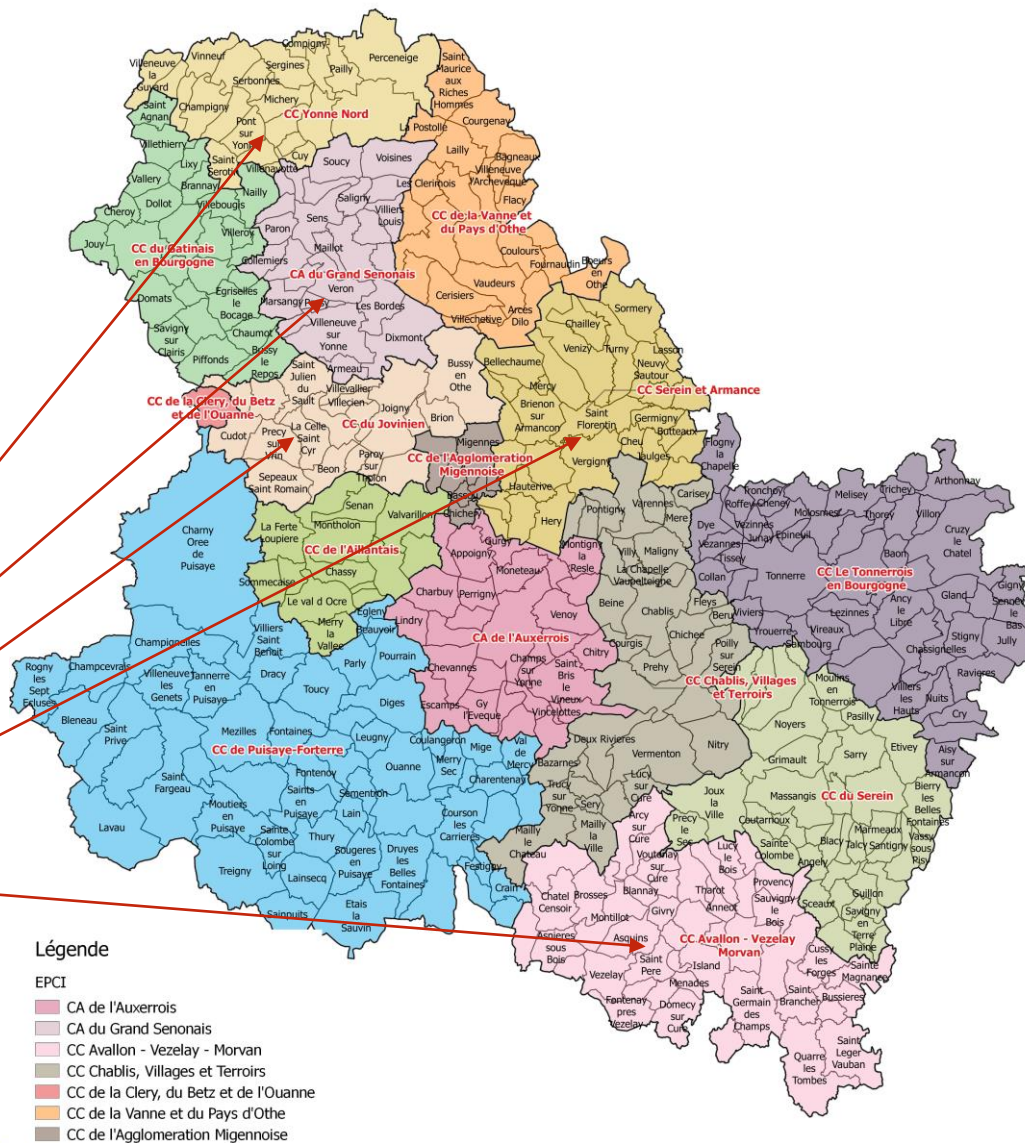 Compigny
Perceneige
Vinneuf
Sergines
Pailly
Villeneuve
la
Guyard
Saint
Maurice
aux
Riches
Hommes
Serbonnes
Champigny
Michery
Saint
Agnan
CC Yonne Nord
Courgenay
Pont
sur
Yonne
La Postolle
Villethierry
Lixy
Saint
Serotin
Cuy
Villenavotte
Soucy
Voisines
Lailly
Bagneaux
Villeneuve
l'Archeveque
Vallery
Brannay
Nailly
Les Clerimois
Flacy
Dollot
Cheroy
Villebougis
Saligny
Villiers
Louis
Sens
Paron
CC de la Vanne et
du Pays d'Othe
Jouy
Villeroy
CC du Gatinais
en Bourgogne
Maillot
Collemiers
Coulours
Fournaudin
Boeurs
en
Othe
CA du Grand Senonais
Veron
Vaudeurs
Domats
Egriselles
le
Bocage
Marsangy
Les Bordes
Cerisiers
Arces
Dilo
Villechetive
Sormery
Savigny
sur
Clairis
Chaumot
Villeneuve
sur
Yonne
Dixmont
Chailley
Venizy
Turny
Piffonds
Bussy
le
Repos
Armeau
Bussy
en
Othe
Bellechaume
Lasson
Neuvy
Sautour
Saint
Julien
du
Sault
Villevallier
Villecien
Mercy
CC Serein et Armance
CC de la Clery, du Betz
et de l'Ouanne
Joigny
Brienon
sur
Armancon
Saint
Florentin
Germigny
Butteaux
CC du Jovinien
Brion
La Celle
Saint
Cyr
Cudot
Precy
sur
Vrin
Migennes
Cheu
Jaulges
Flogny
la
Chapelle
CC de l'Agglomeration
Migennoise
Vergigny
Beon
Paroy
sur
Tholon
Sepeaux
Saint Romain
Hauterive
Bassou
Chichery
Senan
Valvarillon
Montholon
La Ferte
Loupiere
Hery
Pontigny
Varennes
Carisey
Mere
Charny
Oree
de
Puisaye
CC de l'Aillantais
Chassy
Sommecaise
Le val d Ocre
Merry
la
Vallee
Gurgy
Appoigny
Moneteau
Montigny
la
Resle
Charbuy
Perrigny
Villy
Maligny
La Chapelle
Vaupelteigne
Lindry
Egleny
Beauvoir
Venoy
Beine
Chablis
Fleys
Beru
Ronchoy
Roffey
Cheney
Melisey
Trichey
Arthonnay
Molosmes
Thorey
Villon
Dye
Vezinnes
Junay
Epineuil
Vezannes
Tissey
Cruzy
le
Chatel
Baon
Collan
Tonnerre
CC Le Tonnerrois
en Bourgogne
Gland
Gigny
Sennevoy
le
Bas
Viviers
Lezinnes
Ancy
le
Libre
Yrouerre
Vireaux
Sambourg
Stigny
Jully
Chassignelles
Ravieres
Villiers
les
Hauts
Nuits
Cry
Aisy
sur
Armancon
CA de l'Auxerrois
Chitry
Courgis
Chichee
Poilly
sur
Serein
Prehy
Chevannes
Champs
sur
Yonne
Saint
Bris
le
Vineux
Escamps
Gy
l'Eveque
Vincelottes
CC Chablis, Villages
et Terroirs
Moulins
en
Tonnerrois
Pasilly
Noyers
Etivey
Championelles
Villiers
Saint
Benoit
Rogny
les
Sept
Ecluses
Champcevrais
Villeneuve
les
Genets
Tannerre
en
Puisaye
Dracy
Parly
Pourrain
Toucy
Diges
Bleneau
Saint
Prive
Mezilles
Fontaines
Leugny
CC de Puisaye-Forterre
Coulangeron
Mige
Val
de
Mercy
Ouanne
Merry
Sec
Charentenay
Deux Rivieres
Bazarnes
Vermenton
Nitry
Grimault
Sarry
Saint
Fargeau
Fontenoy
Saints
en
Puisaye
Sementron
Lain
Lavau
Moutiers
en
Puisaye
Courson
les
Carrieres
Trucy
sur
Yonne
Sery
Lucy
sur
Cure
Joux
la
Ville
Massangis
CC du Serein
Bierry
les
Belles
Fontaines
Sainte
Colombe
sur
Loing
Thury
Mailly
le
Chateau
Mailly
la
Ville
Arcy
sur
Cure
Precy
le
Sec
Coutarnoux
Marmeaux
Vassy
sous
Pisy
Sougeres
en
Puisaye
Druyes
les
Belles
Fontaines
Sainte
Colombe
Blacy
Talcy
Santigny
Treigny
Lainsecq
Festigny
Crain
Voutenay
sur
Cure
Lucy
le
Bois
Angely
Sainpuits
Etais
la
Sauvin
Chatel
Censoir
Brosses
Blannay
Tharot
Anneot
Provency
Sauvigny
le
Bois
Sceaux
Guillon
Savigny
en
Terre
Plaine
Montillot
Givry
Asnieres
sous
Bois
Asquins
CC Avallon - Vezelay
Morvan
Cussy
les
Forges
Sainte
Magnance
Saint
Pere
Vezelay
Island
Menades
Saint
Brancher
Bussieres
Fontenay
pres
Vezelay
Domecy
sur
Cure
Saint
Germain
des
Champs
Quarre
les
Tombes
Saint
Leger
Vauban
Légende
EPCI
CA de l'Auxerrois
CA du Grand Senonais
CC Avallon - Vezelay - Morvan
CC Chablis, Villages et Terroirs
CC de la Clery, du Betz et de l'Ouanne
CC de la Vanne et du Pays d'Othe
CC de l'Agglomeration Migennoise